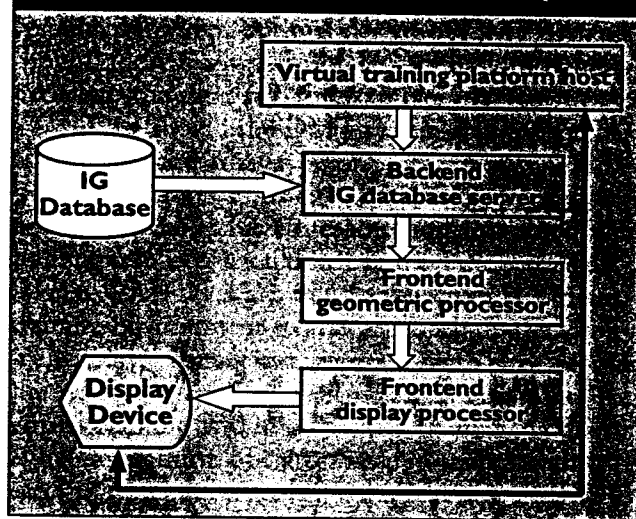 Virtual training platform host
IG
Database
Backend
IG database server
Frontend
geometric processor
Display
Device
Frontend
display processor